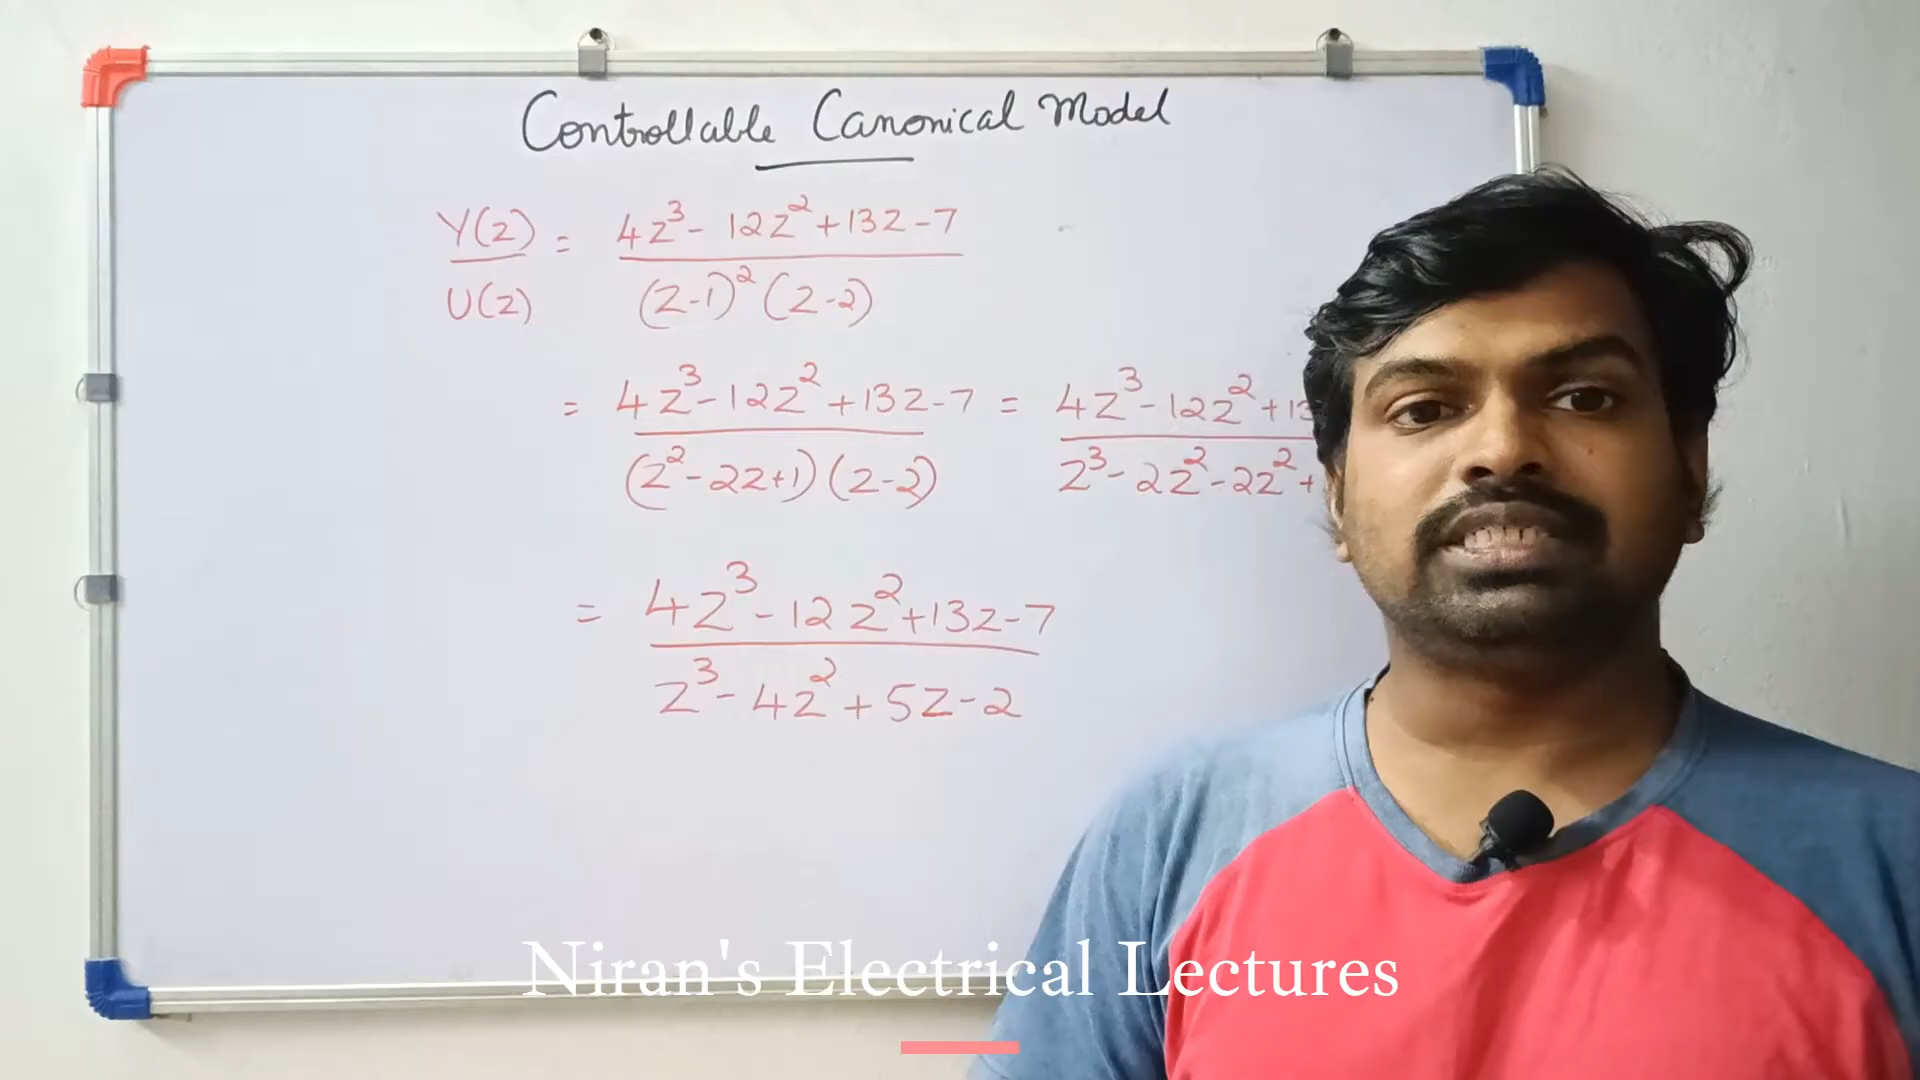 Controllable Canonical Model
Y(z) = 4z³ - 12z² + 13z - 7
U(z) (z-1)² (z-2)
= 4z³ - 12z² + 13z - 7 = 4z³ - 12z² +
(z² - 2z + 1) (z-2) z³ - 2z² - 2z² +
= 4z³ - 12z² + 13z - 7
z³ - 4z² + 5z - 2
Niran's Electrical Lectures